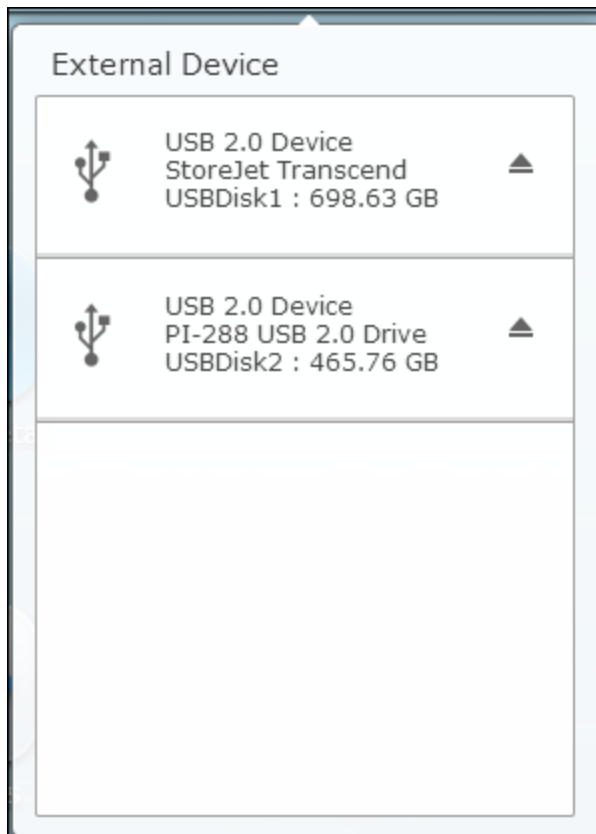 External Device
USB 2.0 Device
StoreJet Transcend
USBDisk1 : 698.63 GB
USB 2.0 Device
PI-288 USB 2.0 Drive
USBDisk2 : 465.76 GB